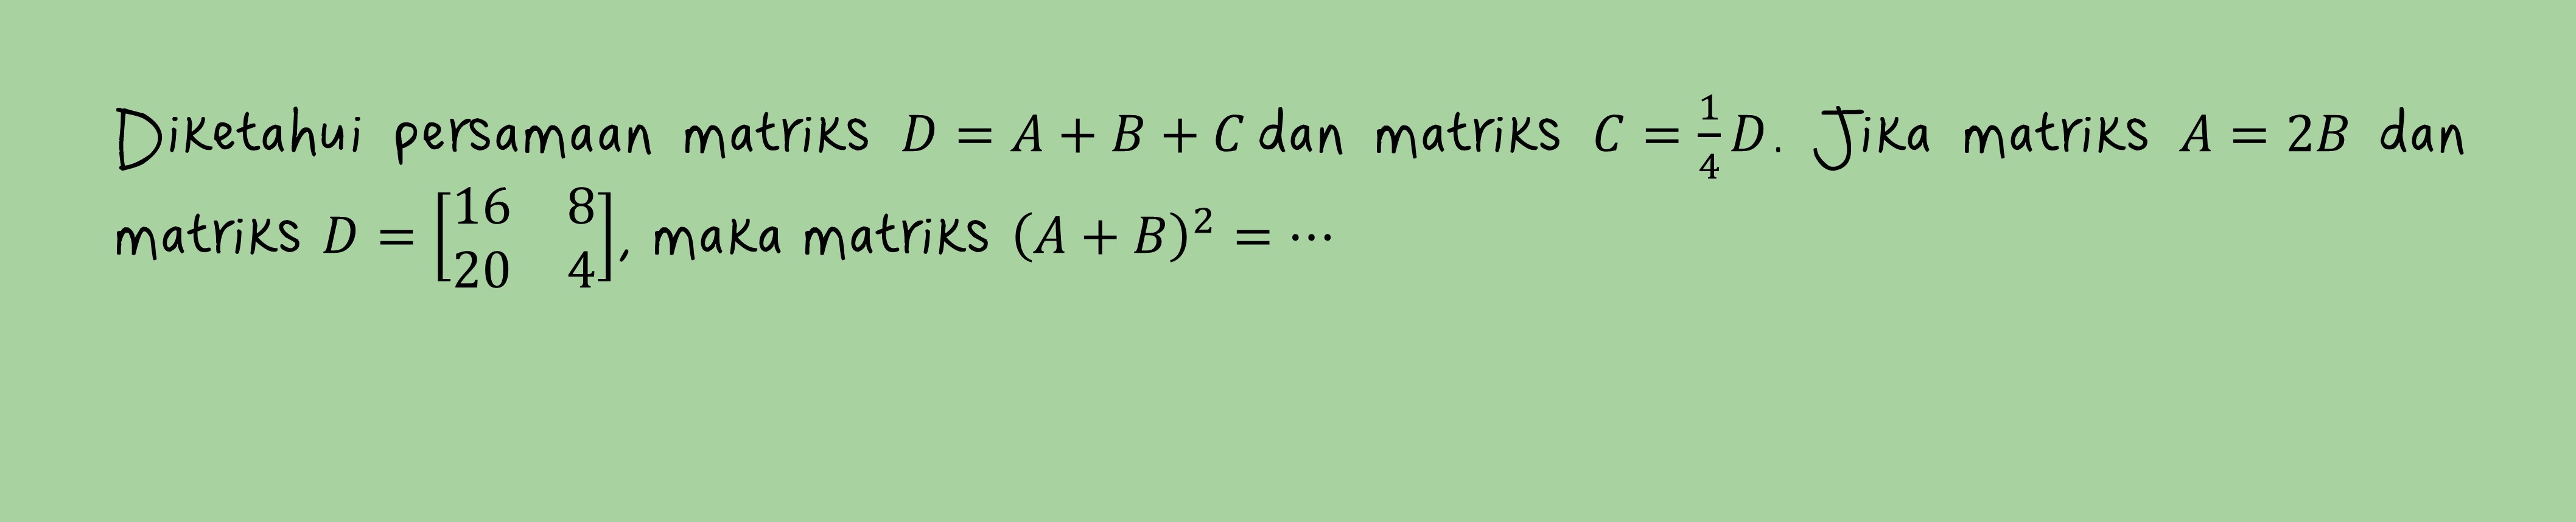 Diketahui persamaan matriks $D = A + B + C$ dan matriks $C = \frac{1}{4}D$. Jika matriks $A = 2B$ dan
matriks $D = \begin{bmatrix} 16 & 8 \\ 20 & 4 \end{bmatrix}$, maka matriks $(A + B)^2 = \cdots$